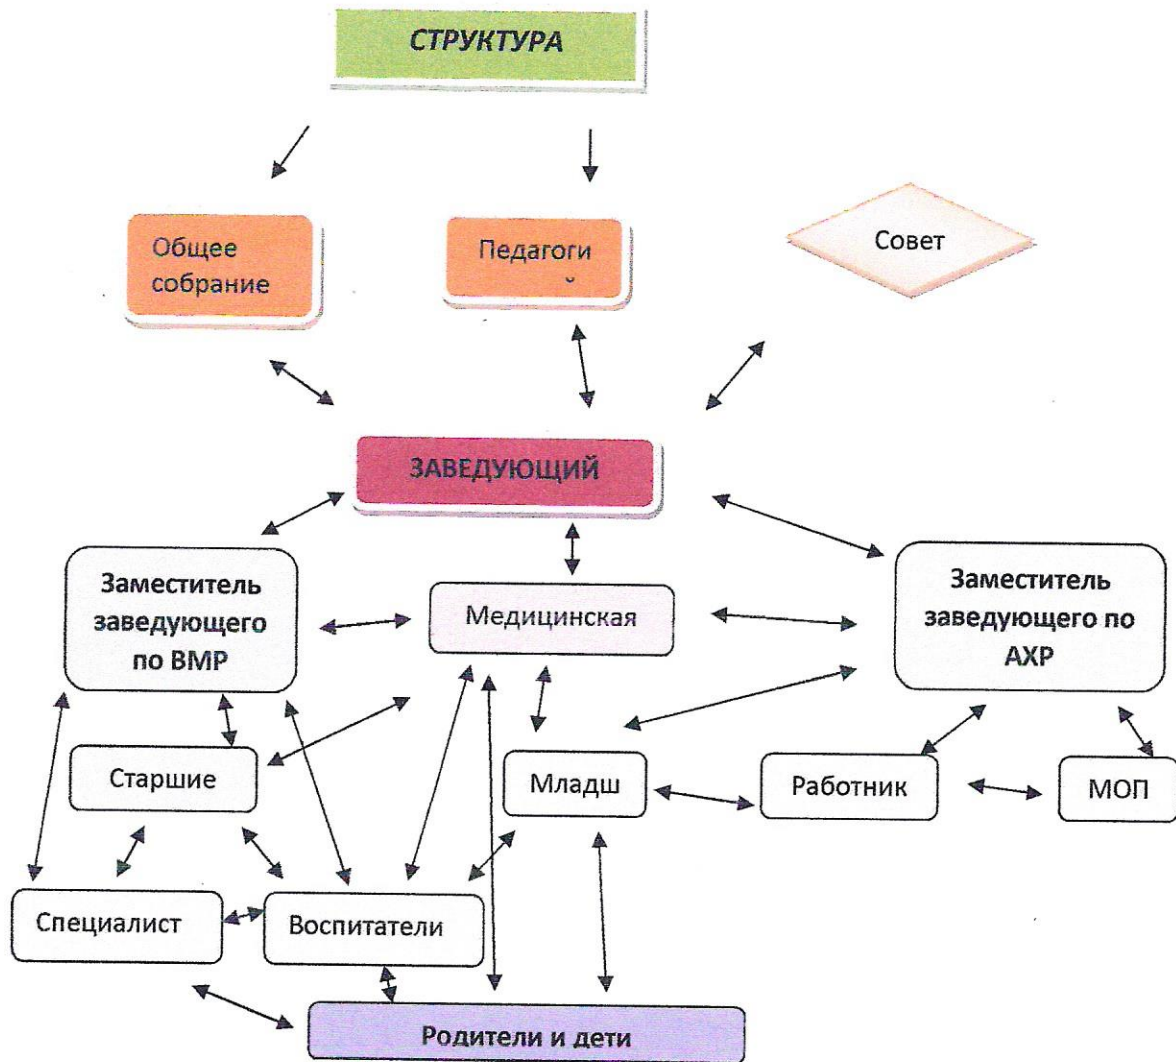 СТРУКТУРА
Общее
собрание
Педагоги
Совет
ЗАВЕДУЮЩИЙ
Заместитель
заведующего
по ВМР
Медицинская
Заместитель
заведующего по
АХР
Старшие
Младш
Работник
МОП
Специалист
Воспитатели
Родители и дети